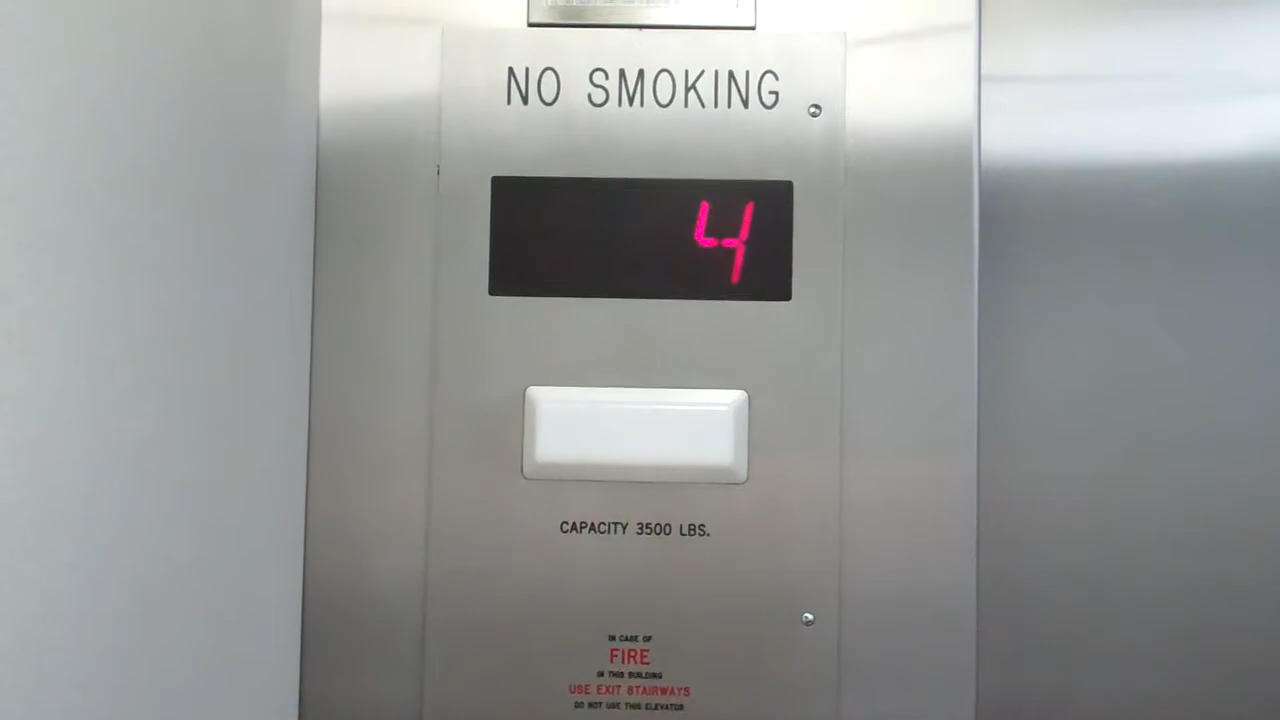 NO SMOKING
4
CAPACITY 3500 LBS.
IN CASE OF
FIRE
IN THIS BUILDING
USE EXIT STAIRWAYS
DO NOT USE THIS ELEVATOR